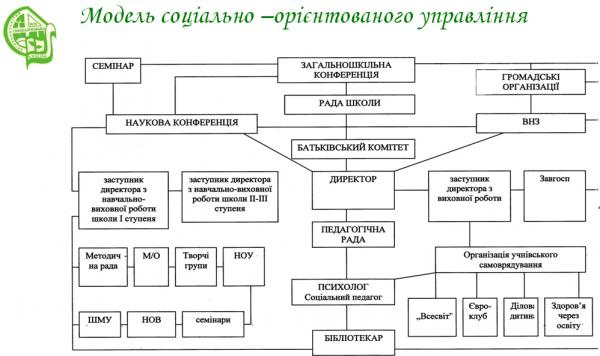 Модель соціально –орієнтованого управління
СЕМІНАР
ЗАГАЛЬНОШКІЛЬНА
КОНФЕРЕНЦІЯ
ГРОМАДСЬКІ
ОРГАНІЗАЦІЇ
РАДА ШКОЛИ
НАУКОВА КОНФЕРЕНЦІЯ
ВНЗ
БАТЬКІВСЬКИЙ КОМІТЕТ
заступник
директора з
навчально-
виховної роботи
школи І ступеня
заступник директора
з навчально-виховної
роботи школи ІІ-ІІІ
ступеня
ДИРЕКТОР
заступник
директора з
виховної роботи
Завгосп
ПЕДАГОГІЧНА
РАДА
Методич
на рада
М/О
Творчі
групи
НОУ
Організація учнівського
самоврядування
ПСИХОЛОГ
Соціальний педагог
ШМУ
НОВ
семінари
„Всесвіт"
Євро-
клуб
Ділова
дитина
Здоров'я
через
освіту
БІБЛІОТЕКАР